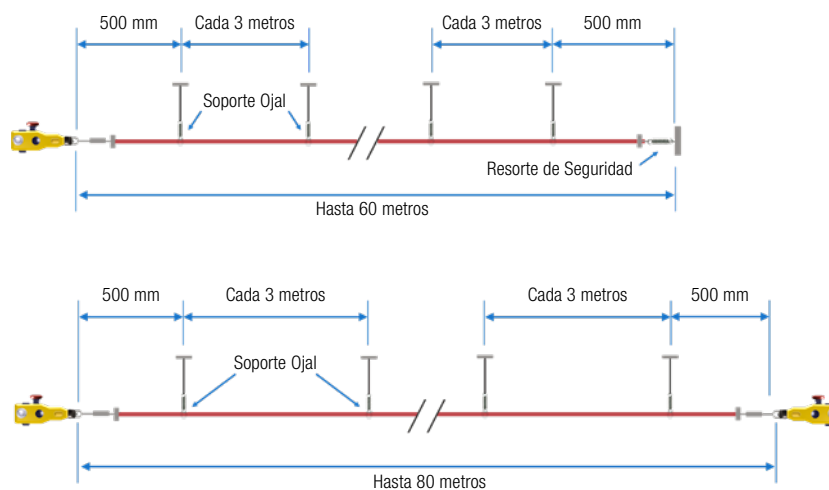 500 mm
Cada 3 metros
Cada 3 metros
500 mm
Soporte Ojal
Resorte de Seguridad
Hasta 60 metros
500 mm
Cada 3 metros
Cada 3 metros
500 mm
Soporte Ojal
Hasta 80 metros